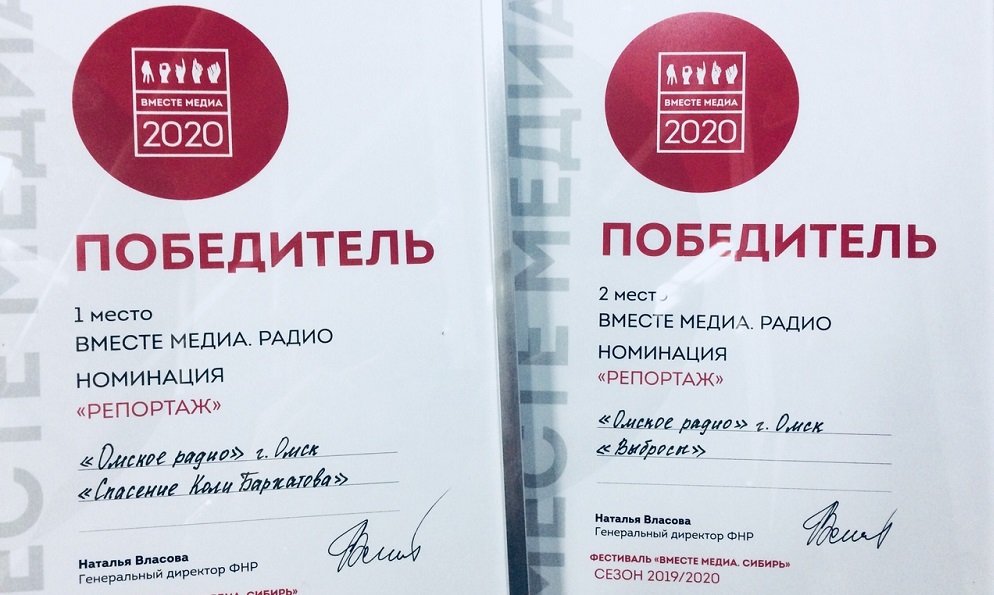 ВМЕСТЕ МЕДИА
2020
ПОБЕДИТЕЛЬ
1 место
ВМЕСТЕ МЕДИА. РАДИО
НОМИНАЦИЯ
«РЕПОРТАЖ»
«Омское радио» г. Омск
«Спасение Коли Бархатова»
Наталья Власова
Генеральный директор ФНР
СИБИРЬ»
ВМЕСТЕ МЕДИА
2020
ПОБЕДИТЕЛЬ
2 место
ВМЕСТЕ МЕДИА. РАДИО
НОМИНАЦИЯ
«РЕПОРТАЖ»
«Омское радио» г. Омск
«Выбросы»
Наталья Власова
Генеральный директор ФНР
ФЕСТИВАЛЬ «ВМЕСТЕ МЕДИА. СИБИРЬ»
СЕЗОН 2019/2020